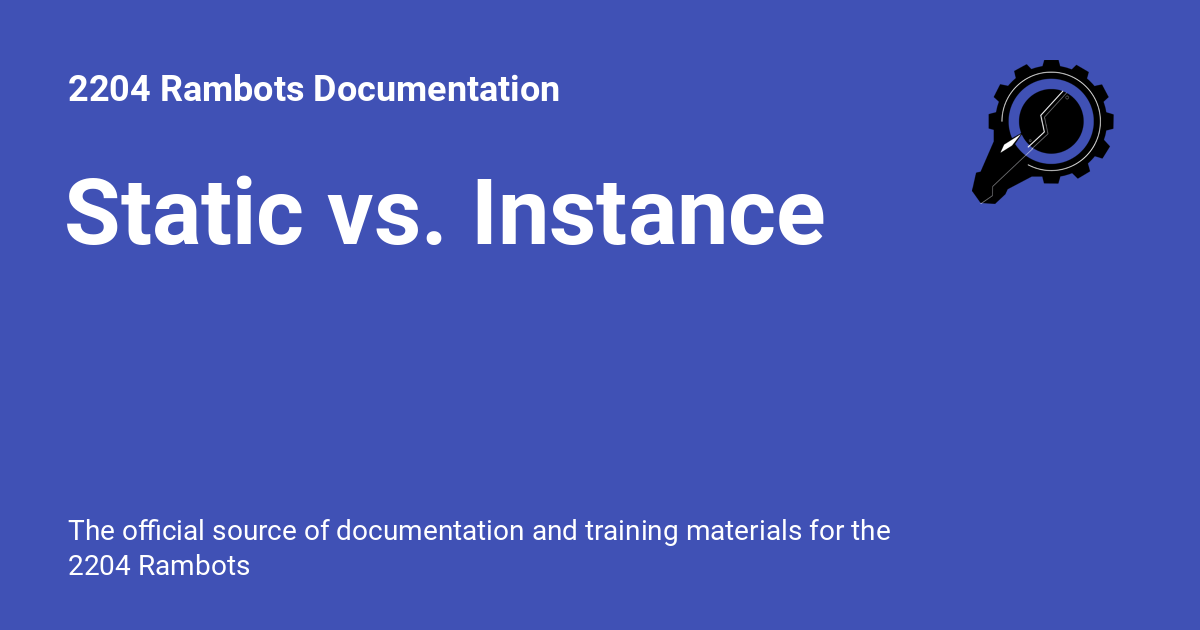 2204 Rambots Documentation
Static vs. Instance
The official source of documentation and training materials for the
2204 Rambots